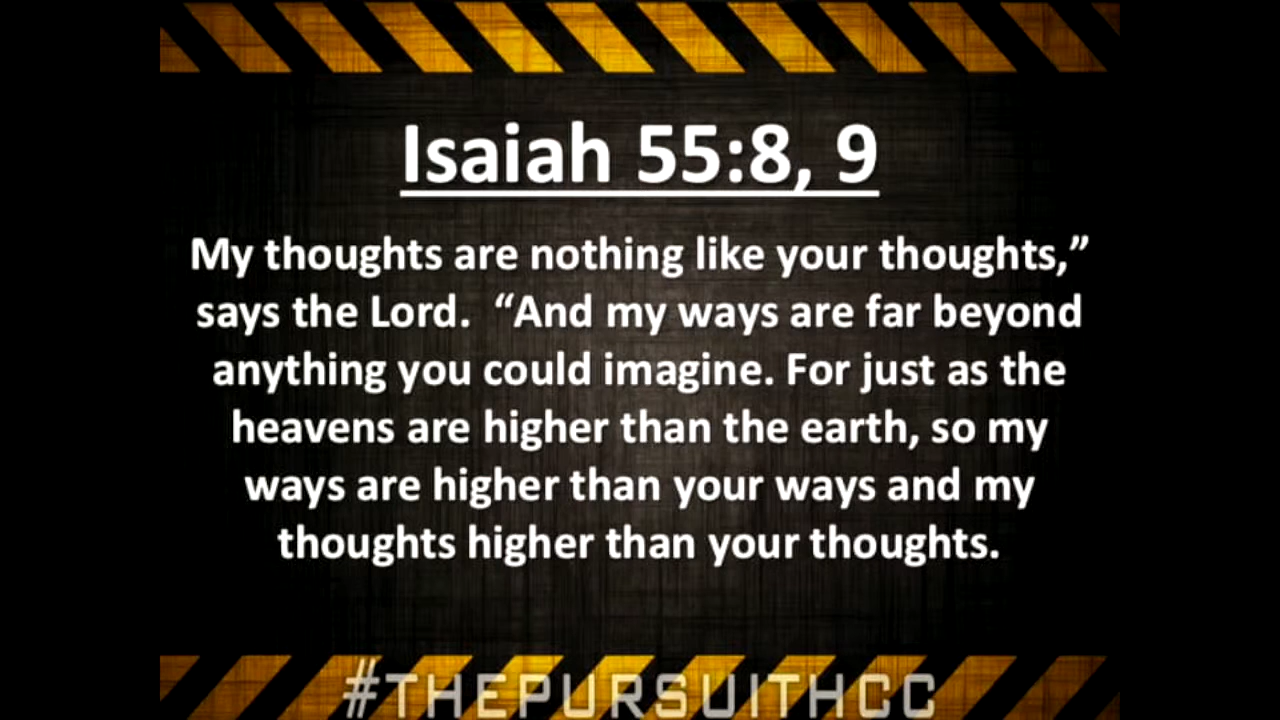 Isaiah 55:8, 9
My thoughts are nothing like your thoughts,”
says the Lord.  “And my ways are far beyond
anything you could imagine. For just as the
heavens are higher than the earth, so my
ways are higher than your ways and my
thoughts higher than your thoughts.
#THEPURSUITHCC